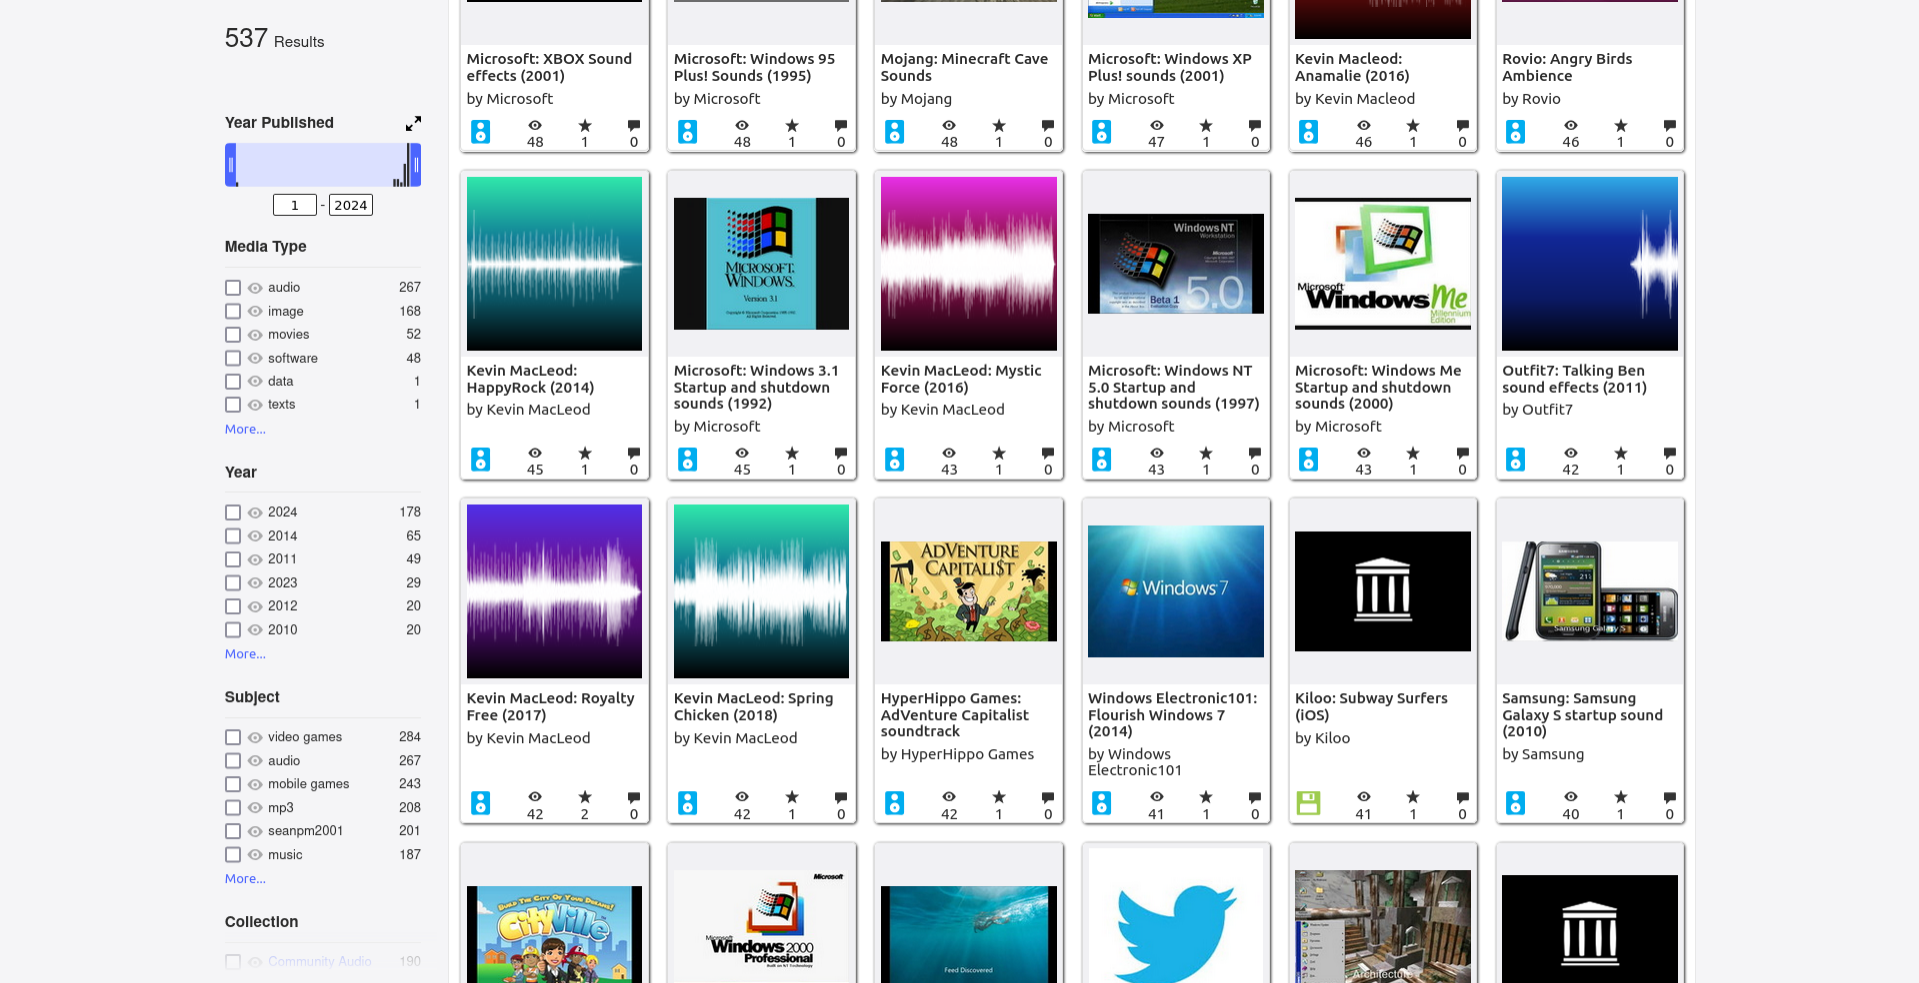 537 Results
Year Published
1 - 2024
Media Type
audio 267
image 168
movies 52
software 48
data 1
texts 1
More...
Year
2024 178
2014 65
2011 49
2023 29
2012 20
2010 20
More...
Subject
video games 284
audio 267
mobile games 243
mp3 208
seanpm2001 201
music 187
More...
Collection
Community Audio 190
Microsoft: XBOX Sound
effects (2001)
by Microsoft
48 1 0
Microsoft: Windows 95
Plus! Sounds (1995)
by Microsoft
48 1 0
Mojang: Minecraft Cave
Sounds
by Mojang
48 1 0
Microsoft: Windows XP
Plus! sounds (2001)
by Microsoft
47 1 0
Kevin Macleod:
Anamalie (2016)
by Kevin Macleod
46 1 0
Rovio: Angry Birds
Ambience
by Rovio
46 1 0
Kevin MacLeod:
HappyRock (2014)
by Kevin MacLeod
45 1 0
MICROSOFT.
WINDOWS.
Version 3.1
Microsoft: Windows 3.1
Startup and shutdown
sounds (1992)
by Microsoft
45 1 0
Kevin MacLeod: Mystic
Force (2016)
by Kevin MacLeod
43 1 0
Windows NT
Workstation
Microsoft
Beta 1
5.0
Microsoft: Windows NT
5.0 Startup and
shutdown sounds (1997)
by Microsoft
43 1 0
Microsoft
Windows Me
Millennium
Edition
Microsoft: Windows Me
Startup and shutdown
sounds (2000)
by Microsoft
43 1 0
Outfit7: Talking Ben
sound effects (2011)
by Outfit7
42 1 0
Kevin MacLeod: Royalty
Free (2017)
by Kevin MacLeod
42 2 0
Kevin MacLeod: Spring
Chicken (2018)
by Kevin MacLeod
42 1 0
ADVENTURE
CAPITALI$T
HyperHippo Games:
AdVenture Capitalist
soundtrack
by HyperHippo Games
42 1 0
Windows 7
Windows Electronic101:
Flourish Windows 7
(2014)
by Windows
Electronic101
41 1 0
Kiloo: Subway Surfers
(iOS)
by Kiloo
41 1 0
Samsung Galaxy S
Samsung: Samsung
Galaxy S startup sound
(2010)
by Samsung
40 1 0
BUILD THE CITY OF YOUR DREAMS!
CityVille
Microsoft
Microsoft
Windows 2000
Professional
Built on NT Technology
Feed Discovered
Architecture